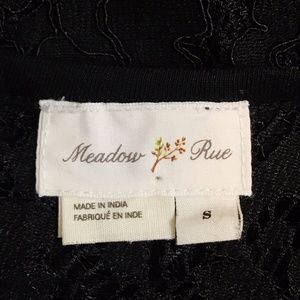 Meadow Rue
MADE IN INDIA
FABRIQUÉ EN INDE
S